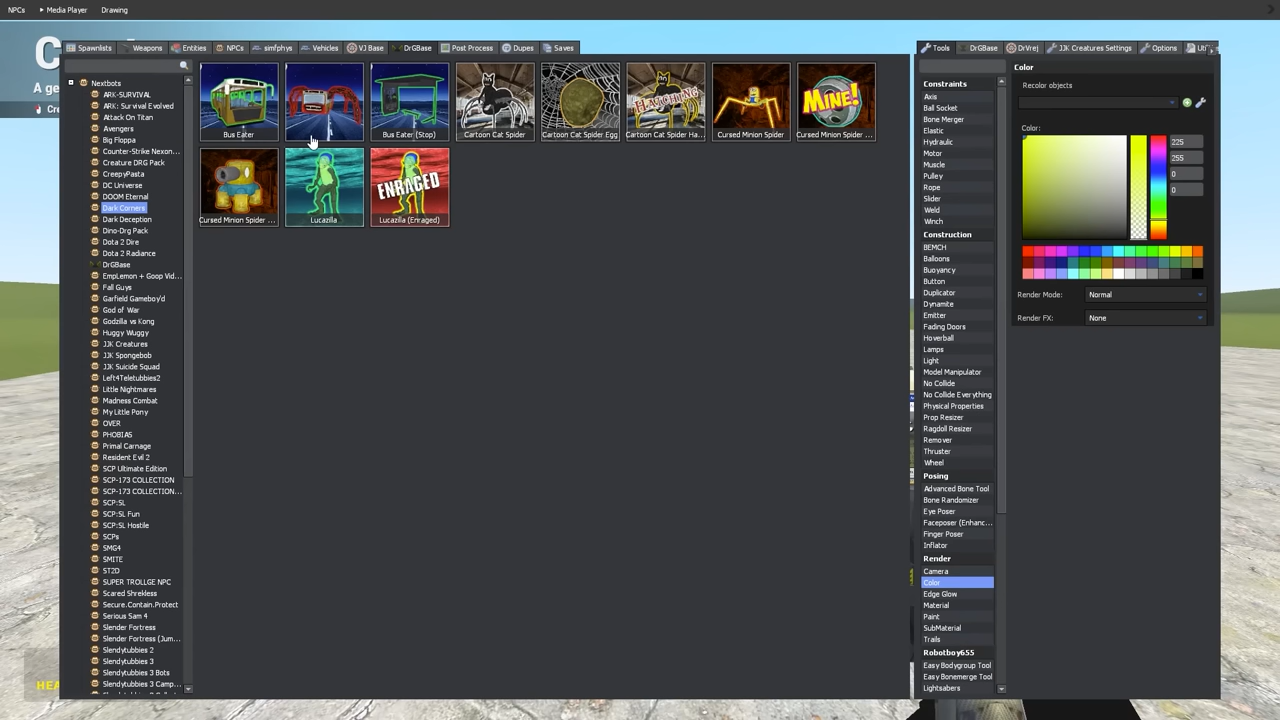 NPCs Media Player Drawing
Spawnlists Weapons Entities NPCs simfphys Vehicles VJ Base DrGBase Post Process Dupes Saves
Nextbots
ARK-SURVIVAL
ARK: Survival Evolved
Attack On Titan
Avengers
Big Floppa
Counter-Strike Nexon...
Creature DRG Pack
CreepyPasta
DC Universe
DOOM Eternal
Dark Corners
Dark Deception
Dino-Drg Pack
Dota 2 Dire
Dota 2 Radiance
DrGBase
EmpLemon + Goop Vid...
Fall Guys
Garfield Gameboy'd
God of War
Godzilla vs Kong
Huggy Wuggy
JJK Creatures
JJK Spongebob
JJK Suicide Squad
Left4Teletubbies2
Little Nightmares
Madness Combat
My Little Pony
OVER
PHOBIAS
Primal Carnage
Resident Evil 2
SCP Ultimate Edition
SCP-173 COLLECTION
SCP-173 COLLECTION...
SCP:SL
SCP:SL Fun
SCP:SL Hostile
SCPs
SMG4
SMITE
ST2D
SUPER TROLLGE NPC
Scared Shrekless
Secure.Contain.Protect
Serious Sam 4
Slender Fortress
Slender Fortress (Jum...
Slendytubbies 2
Slendytubbies 3
Slendytubbies 3 Bots
Slendytubbies 3 Camp...
Bus Eater
Bus Eater (Stop)
Cartoon Cat Spider
Cartoon Cat Spider Egg
HATCHING
Cartoon Cat Spider Ha...
Cursed Minion Spider
MINE!
Cursed Minion Spider ...
Cursed Minion Spider ...
Lucazilla
ENRAGED
Lucazilla (Enraged)
Tools DrGBase DrVrej JJK Creatures Settings Options
Constraints
Axis
Ball Socket
Bone Merger
Elastic
Hydraulic
Motor
Muscle
Pulley
Rope
Slider
Weld
Winch
Construction
BEMCH
Balloons
Buoyancy
Button
Duplicator
Dynamite
Emitter
Fading Doors
Hoverball
Lamps
Light
Model Manipulator
No Collide
No Collide Everything
Physical Properties
Prop Resizer
Ragdoll Resizer
Remover
Thruster
Wheel
Posing
Advanced Bone Tool
Bone Randomizer
Eye Poser
Faceposer (Enhanc...
Finger Poser
Inflator
Render
Camera
Color
Edge Glow
Material
Paint
SubMaterial
Trails
Robotboy655
Easy Bodygroup Tool
Easy Bonemerge Tool
Lightsabers
Color
Recolor objects
Color:
225
255
0
0
Render Mode: Normal
Render FX: None